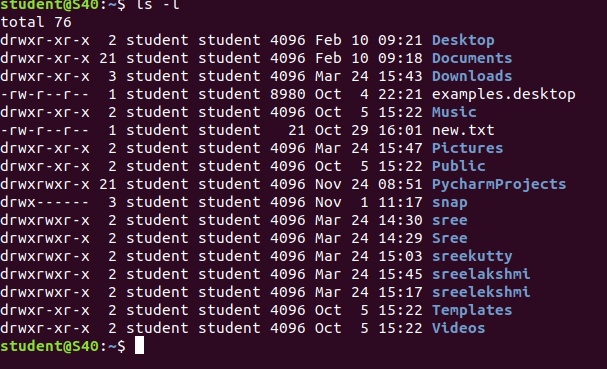 student@S40:~$ ls -l
total 76
drwxr-xr-x  2 student student 4096 Feb 10 09:21 Desktop
drwxr-xr-x 21 student student 4096 Feb 10 09:18 Documents
drwxr-xr-x  3 student student 4096 Mar 24 15:43 Downloads
-rw-r--r--  1 student student 8980 Oct  4 22:21 examples.desktop
drwxr-xr-x  2 student student 4096 Oct  5 15:22 Music
-rw-r--r--  1 student student   21 Oct 29 16:01 new.txt
drwxr-xr-x  2 student student 4096 Mar 24 15:47 Pictures
drwxr-xr-x  2 student student 4096 Oct  5 15:22 Public
drwxrwxr-x 21 student student 4096 Nov 24 08:51 PycharmProjects
drwx------  3 student student 4096 Nov  1 11:17 snap
drwxrwxr-x  2 student student 4096 Mar 24 14:30 sree
drwxrwxr-x  2 student student 4096 Mar 24 14:29 Sree
drwxrwxr-x  2 student student 4096 Mar 24 15:03 sreekutty
drwxrwxr-x  2 student student 4096 Mar 24 15:45 sreelakshmi
drwxrwxr-x  2 student student 4096 Mar 24 15:17 sreelekshmi
drwxr-xr-x  2 student student 4096 Oct  5 15:22 Templates
drwxr-xr-x  2 student student 4096 Oct  5 15:22 Videos
student@S40:~$